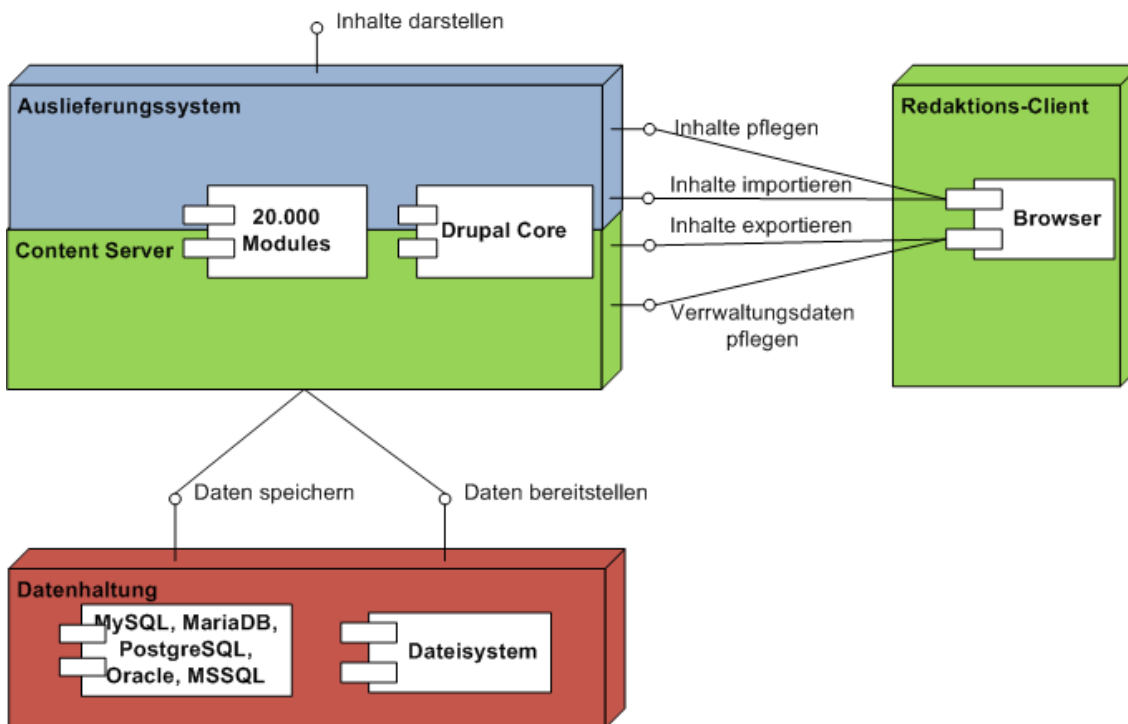 Inhalte darstellen
Auslieferungssystem
Redaktions-Client
Inhalte pflegen
Inhalte importieren
20.000
Modules
Drupal Core
Browser
Content Server
Inhalte exportieren
Verrwaltungsdaten
pflegen
Daten speichern
Daten bereitstellen
Datenhaltung
MySQL, MariaDB,
PostgreSQL,
Oracle, MSSQL
Dateisystem